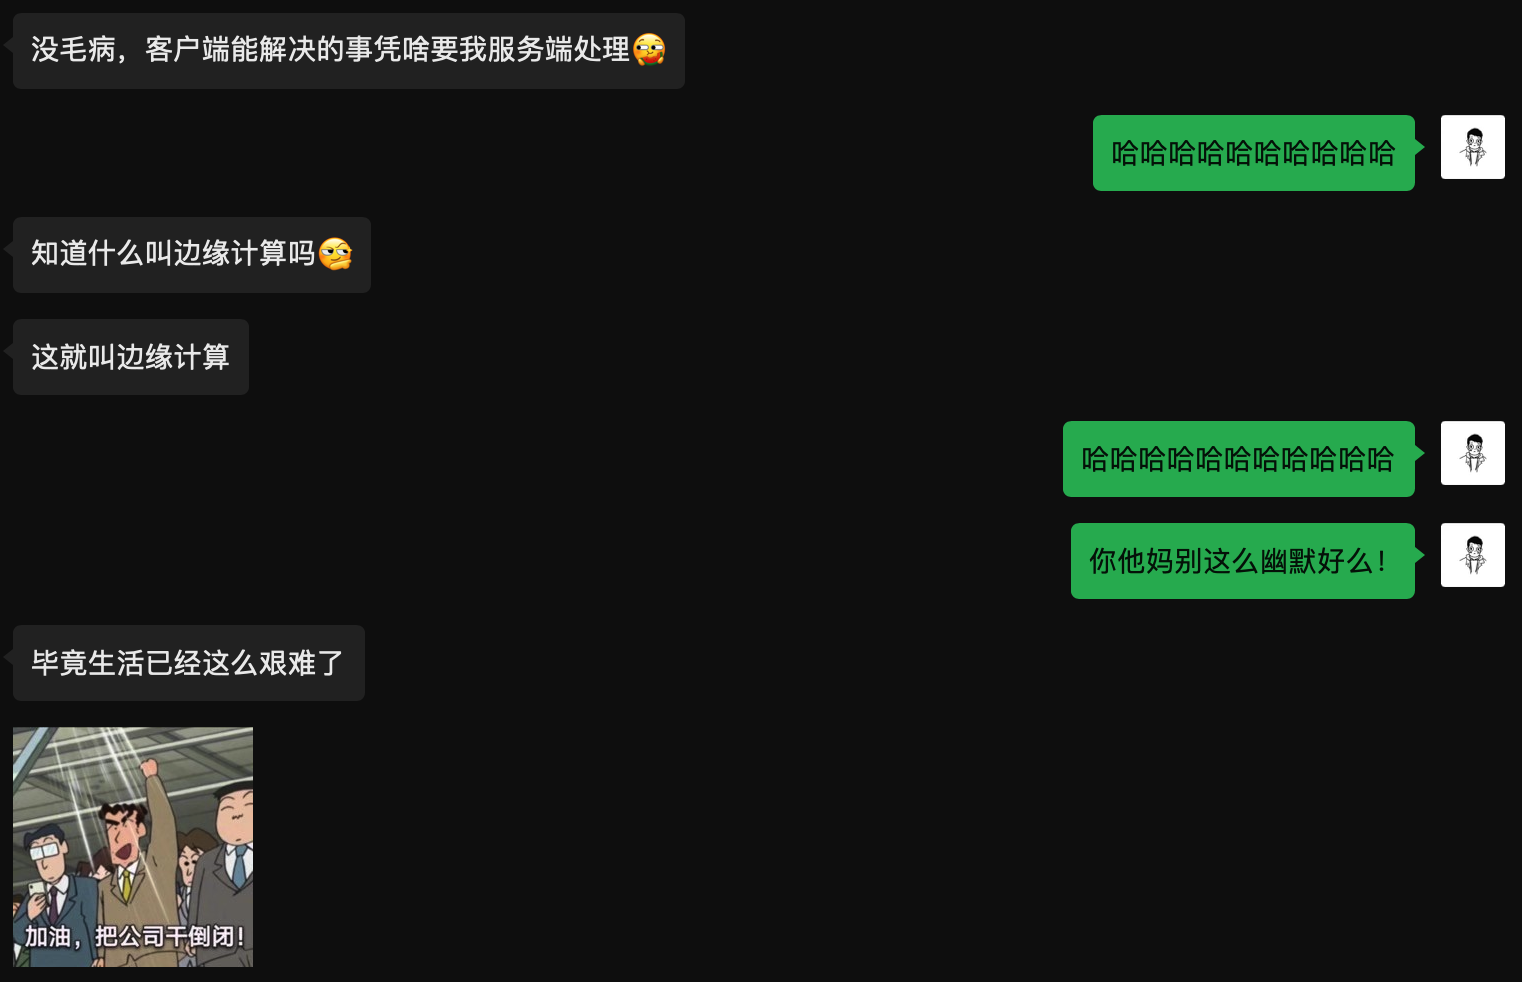 没毛病，客户端能解决的事凭啥要我服务端处理
哈哈哈哈哈哈哈哈哈哈
知道什么叫边缘计算吗
这就叫边缘计算
哈哈哈哈哈哈哈哈哈哈哈
你他妈别这么幽默好么！
毕竟生活已经这么艰难了
加油，把公司干倒闭！